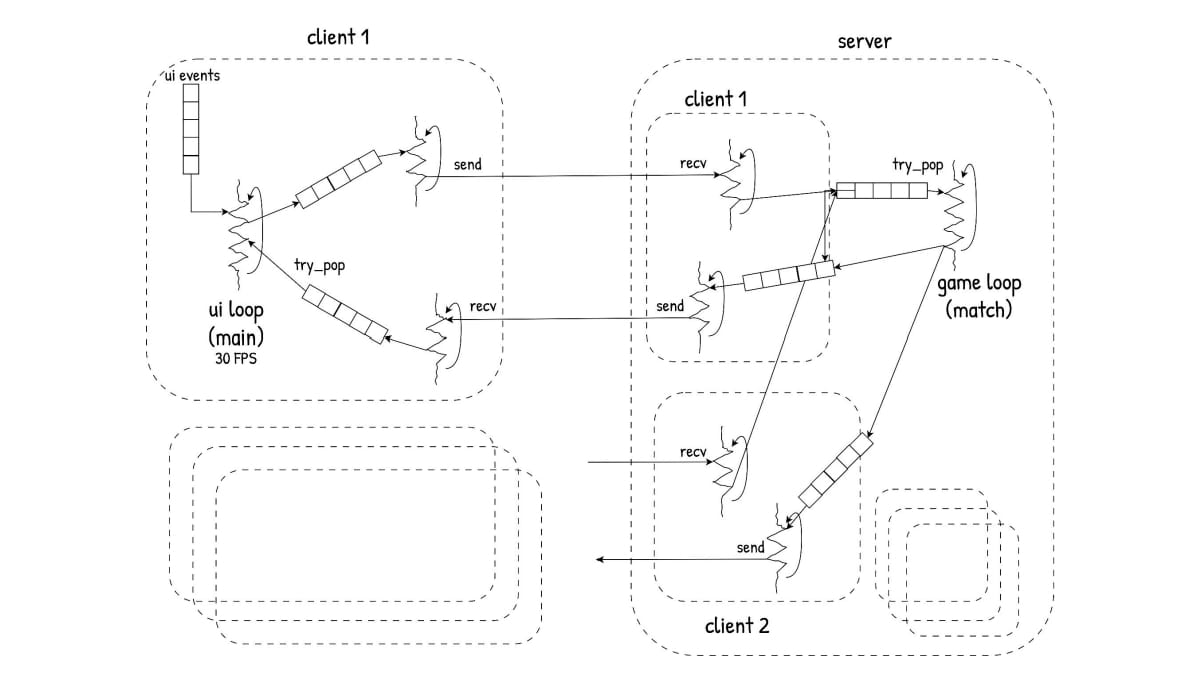 client 1
server
ui events
client 1
send
recv
try_pop
try_pop
ui loop
(main)
30 FPS
recv
send
game loop
(match)
recv
send
client 2